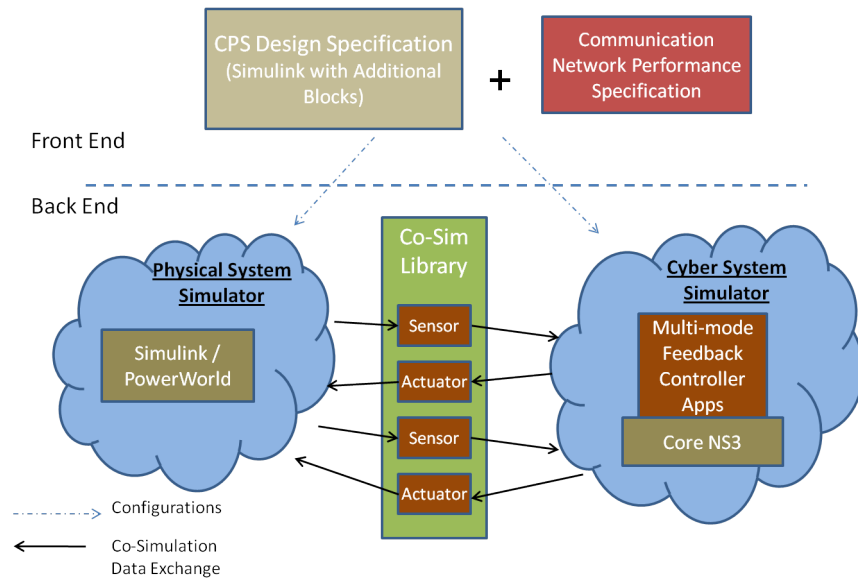 CPS Design Specification
(Simulink with Additional
Blocks)
+
Communication
Network Performance
Specification
Front End
Back End
Physical System
Simulator
Simulink /
PowerWorld
Co-Sim
Library
Sensor
Actuator
Sensor
Actuator
Cyber System
Simulator
Multi-mode
Feedback
Controller
Apps
Core NS3
Configurations
Co-Simulation
Data Exchange